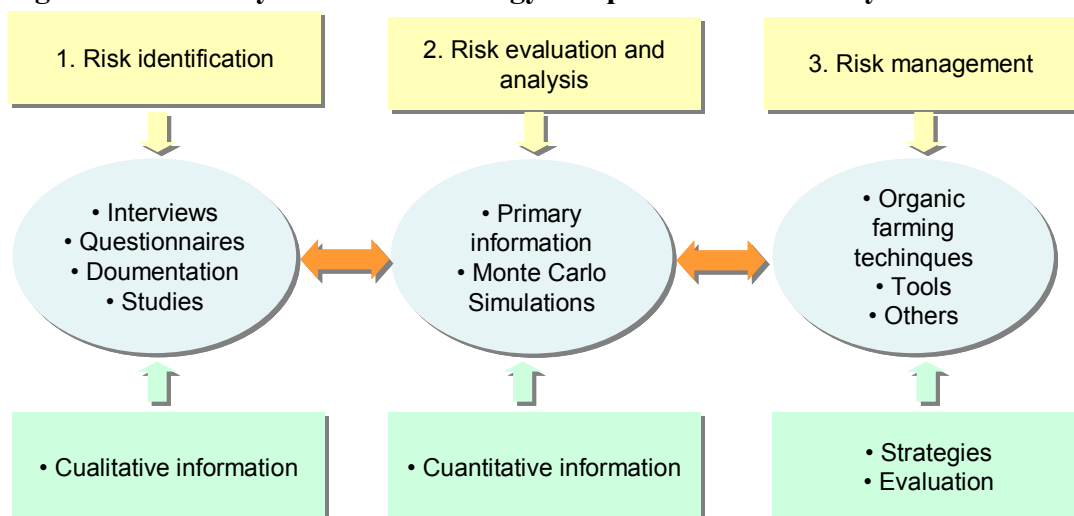 1. Risk identification
2. Risk evaluation and
analysis
3. Risk management
• Interviews
• Questionnaires
• Doumentation
• Studies
• Primary
information
• Monte Carlo
Simulations
• Organic
farming
techinques
• Tools
• Others
• Cualitative information
• Cuantitative information
• Strategies
• Evaluation